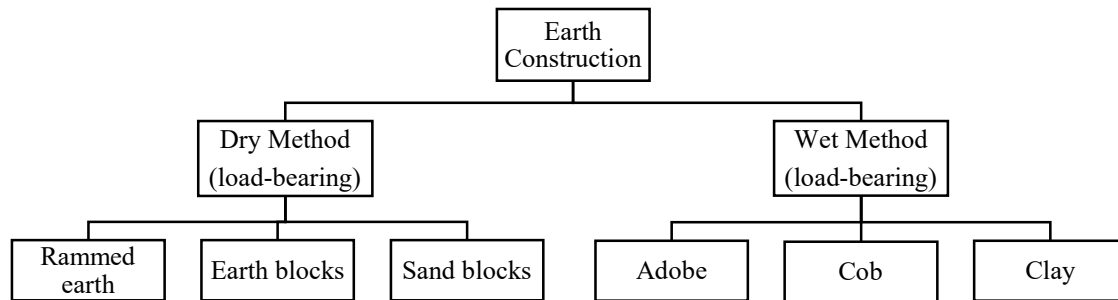 Earth
Construction
Dry Method
(load-bearing)
Wet Method
(load-bearing)
Rammed
earth
Earth blocks
Sand blocks
Adobe
Cob
Clay